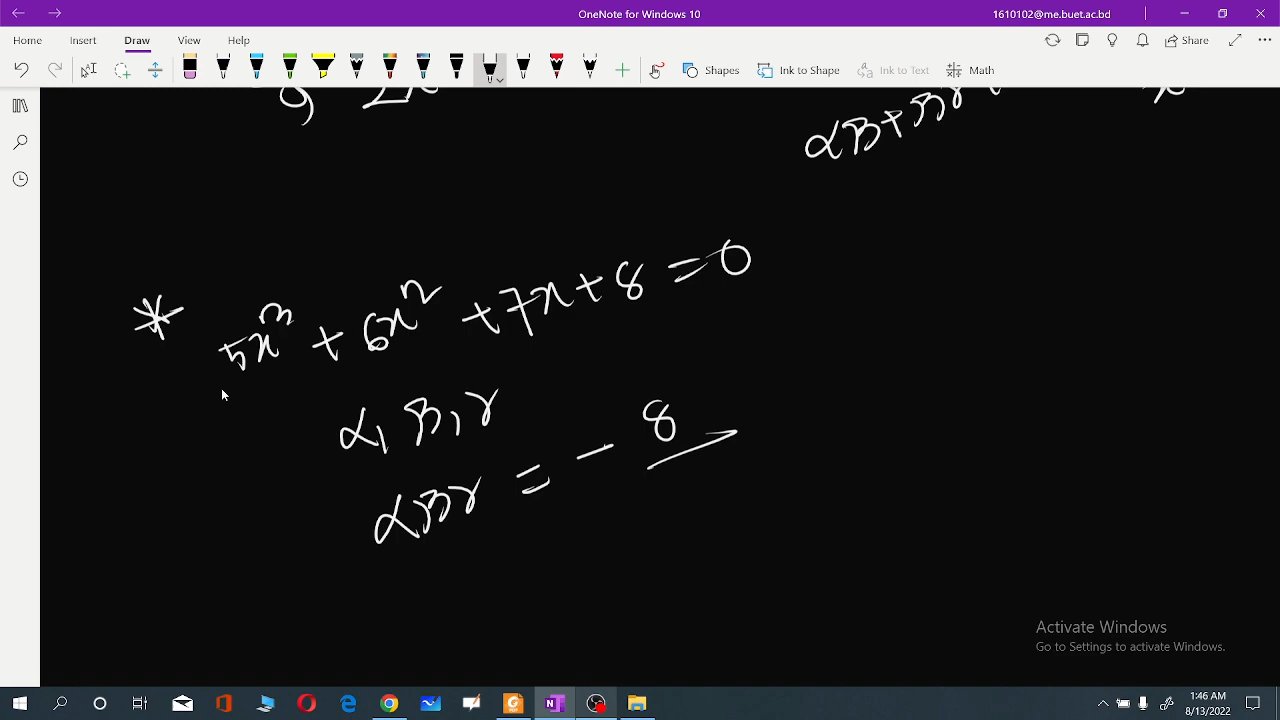 OneNote for Windows 10
1610102@me.buet.ac.bd
Home Insert Draw View Help
Share
Shapes Ink to Shape Ink to Text Math
αβ+βγ
* 5x³ + 6x² + 7x + 8 = 0
α, β, γ
αβγ = - 8
Activate Windows
Go to Settings to activate Windows.
1:46 AM
8/13/2022